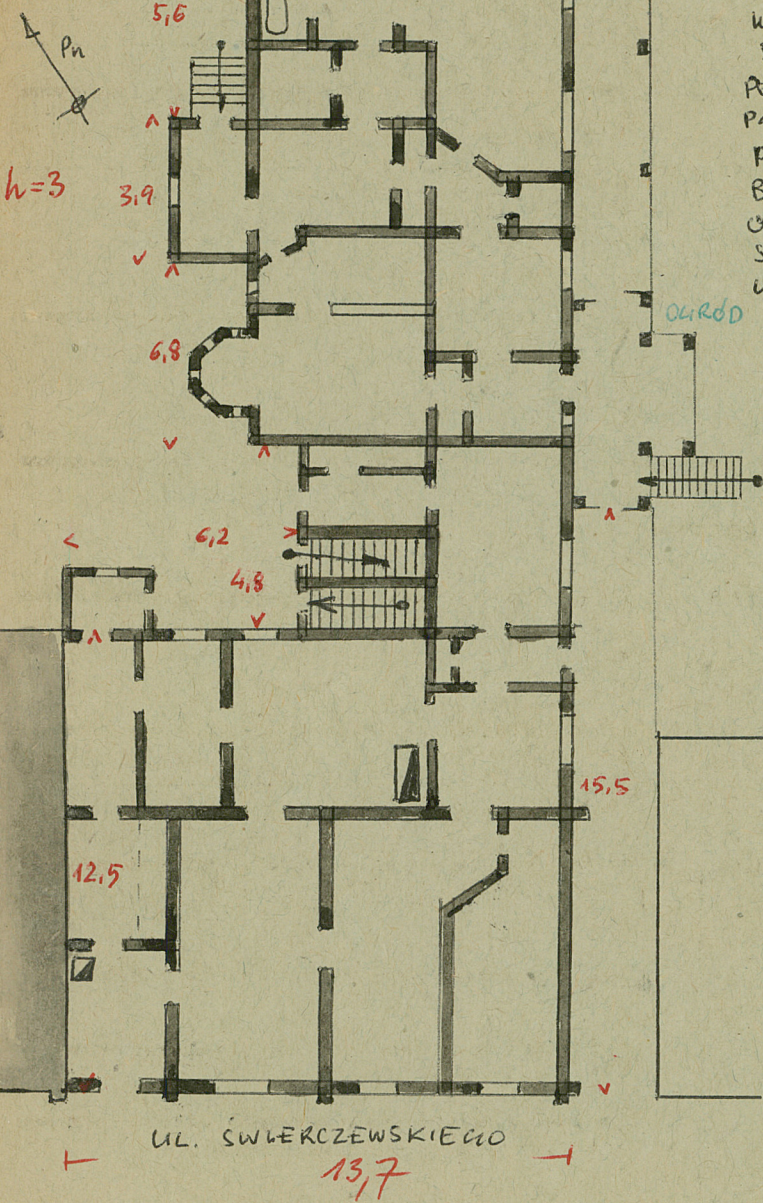 5,6
Pn
h=3
3,9
OGRÓD
6,8
6,2
4,8
15,5
12,5
UL. ŚWIERCZEWSKIEGO
13,7